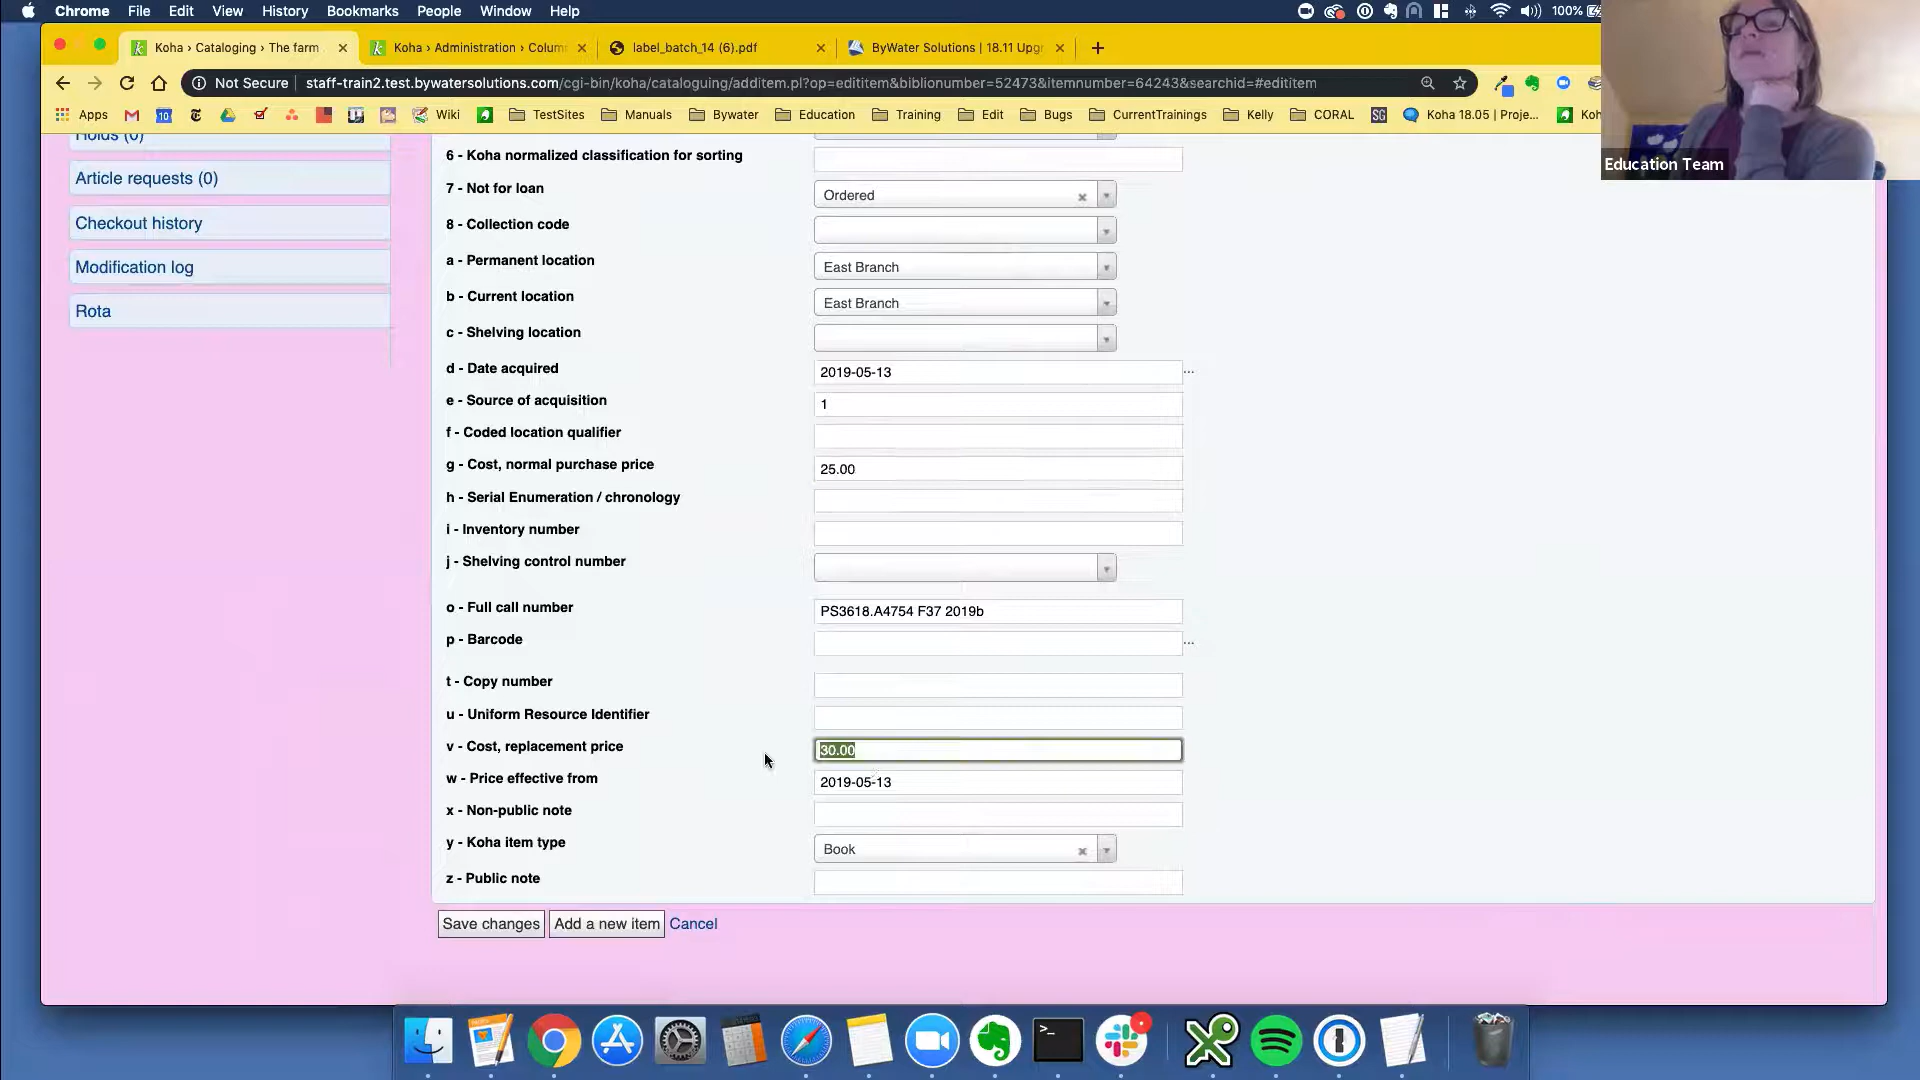 Chrome File Edit View History Bookmarks People Window Help 100%
Koha › Cataloging › The farm
Koha › Administration › Colum
label_batch_14 (6).pdf
ByWater Solutions | 18.11 Upgr
Not Secure staff-train2.test.bywatersolutions.com/cgi-bin/koha/cataloguing/additem.pl?op=edititem&biblionumber=52473&itemnumber=64243&searchid=#edititem
Apps 10 Wiki TestSites Manuals Bywater Education Training Edit Bugs CurrentTrainings Kelly CORAL SG Koha 18.05 | Proje... Koh
Education Team
Holds (0)
Article requests (0)
Checkout history
Modification log
Rota
6 - Koha normalized classification for sorting
7 - Not for loan Ordered
8 - Collection code
a - Permanent location East Branch
b - Current location East Branch
c - Shelving location
d - Date acquired 2019-05-13 ...
e - Source of acquisition 1
f - Coded location qualifier
g - Cost, normal purchase price 25.00
h - Serial Enumeration / chronology
i - Inventory number
j - Shelving control number
o - Full call number PS3618.A4754 F37 2019b
p - Barcode ...
t - Copy number
u - Uniform Resource Identifier
v - Cost, replacement price 30.00
w - Price effective from 2019-05-13
x - Non-public note
y - Koha item type Book
z - Public note
Save changes Add a new item Cancel